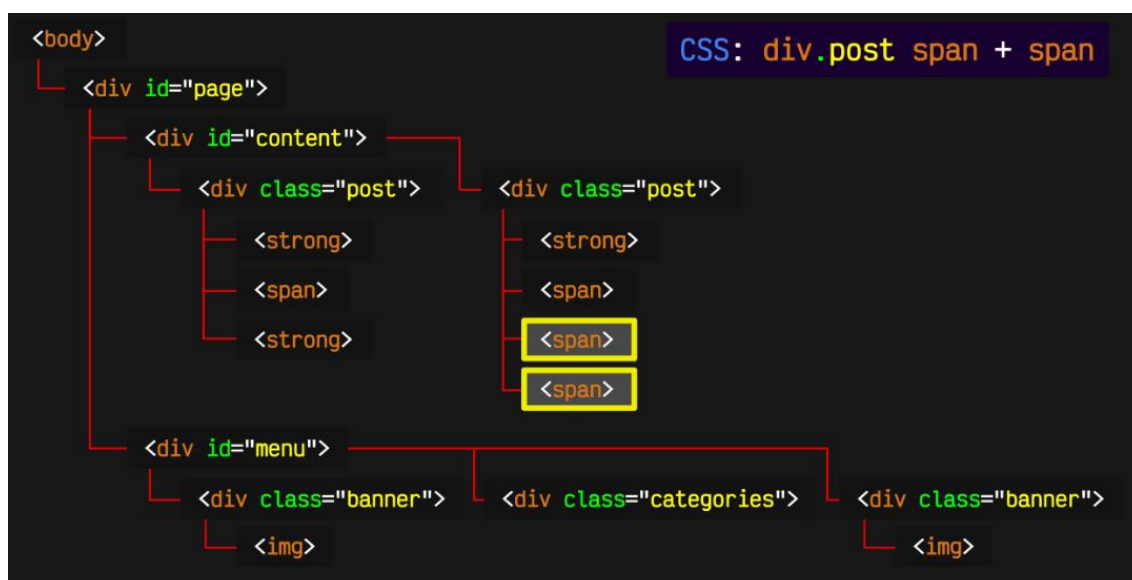 <body>
CSS: div.post span + span
<div id="page">
<div id="content">
<div class="post"> <div class="post">
<strong> <strong>
<span> <span>
<strong> <span>
<span>
<div id="menu">
<div class="banner"> <div class="categories"> <div class="banner">
<img> <img>